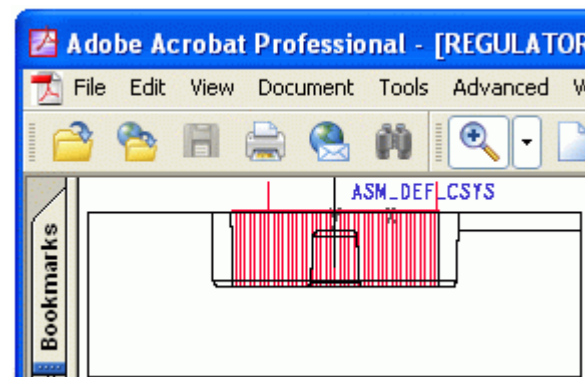 Adobe Acrobat Professional - [REGULATOR
File Edit View Document Tools Advanced W
ASM_DEF_CSYS
Bookmarks